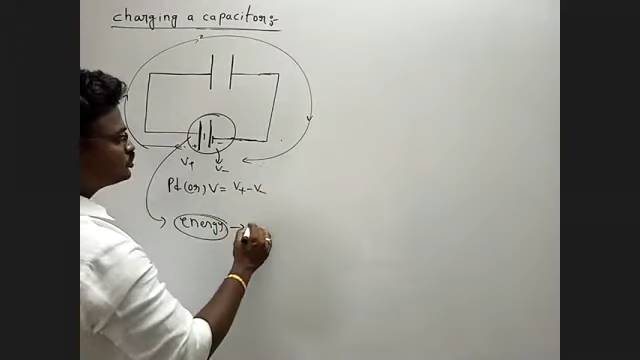 charging a capacitor:-
V+ V-
Pd (or) V = V+ - V-
energy →